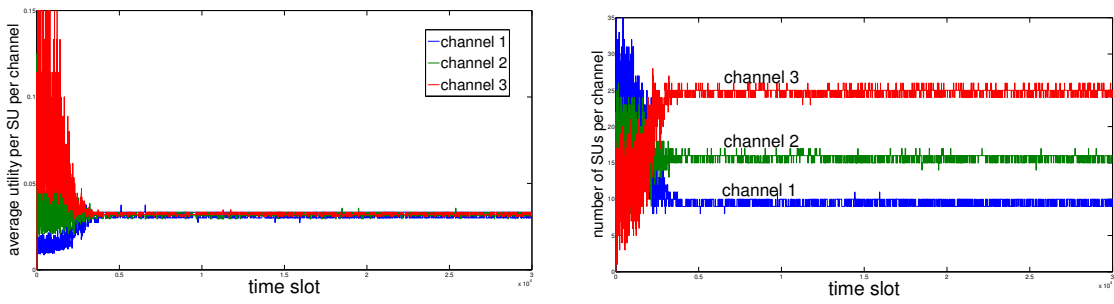 average utility per SU per channel
0.15
0.1
0.05
0
channel 1
channel 2
channel 3
0 0.5 1 1.5 2 2.5 3
x 10⁴
time slot
number of SUs per channel
35
30
25
20
15
10
5
0
channel 3
channel 2
channel 1
0 0.5 1 1.5 2 2.5 3
x 10⁴
time slot